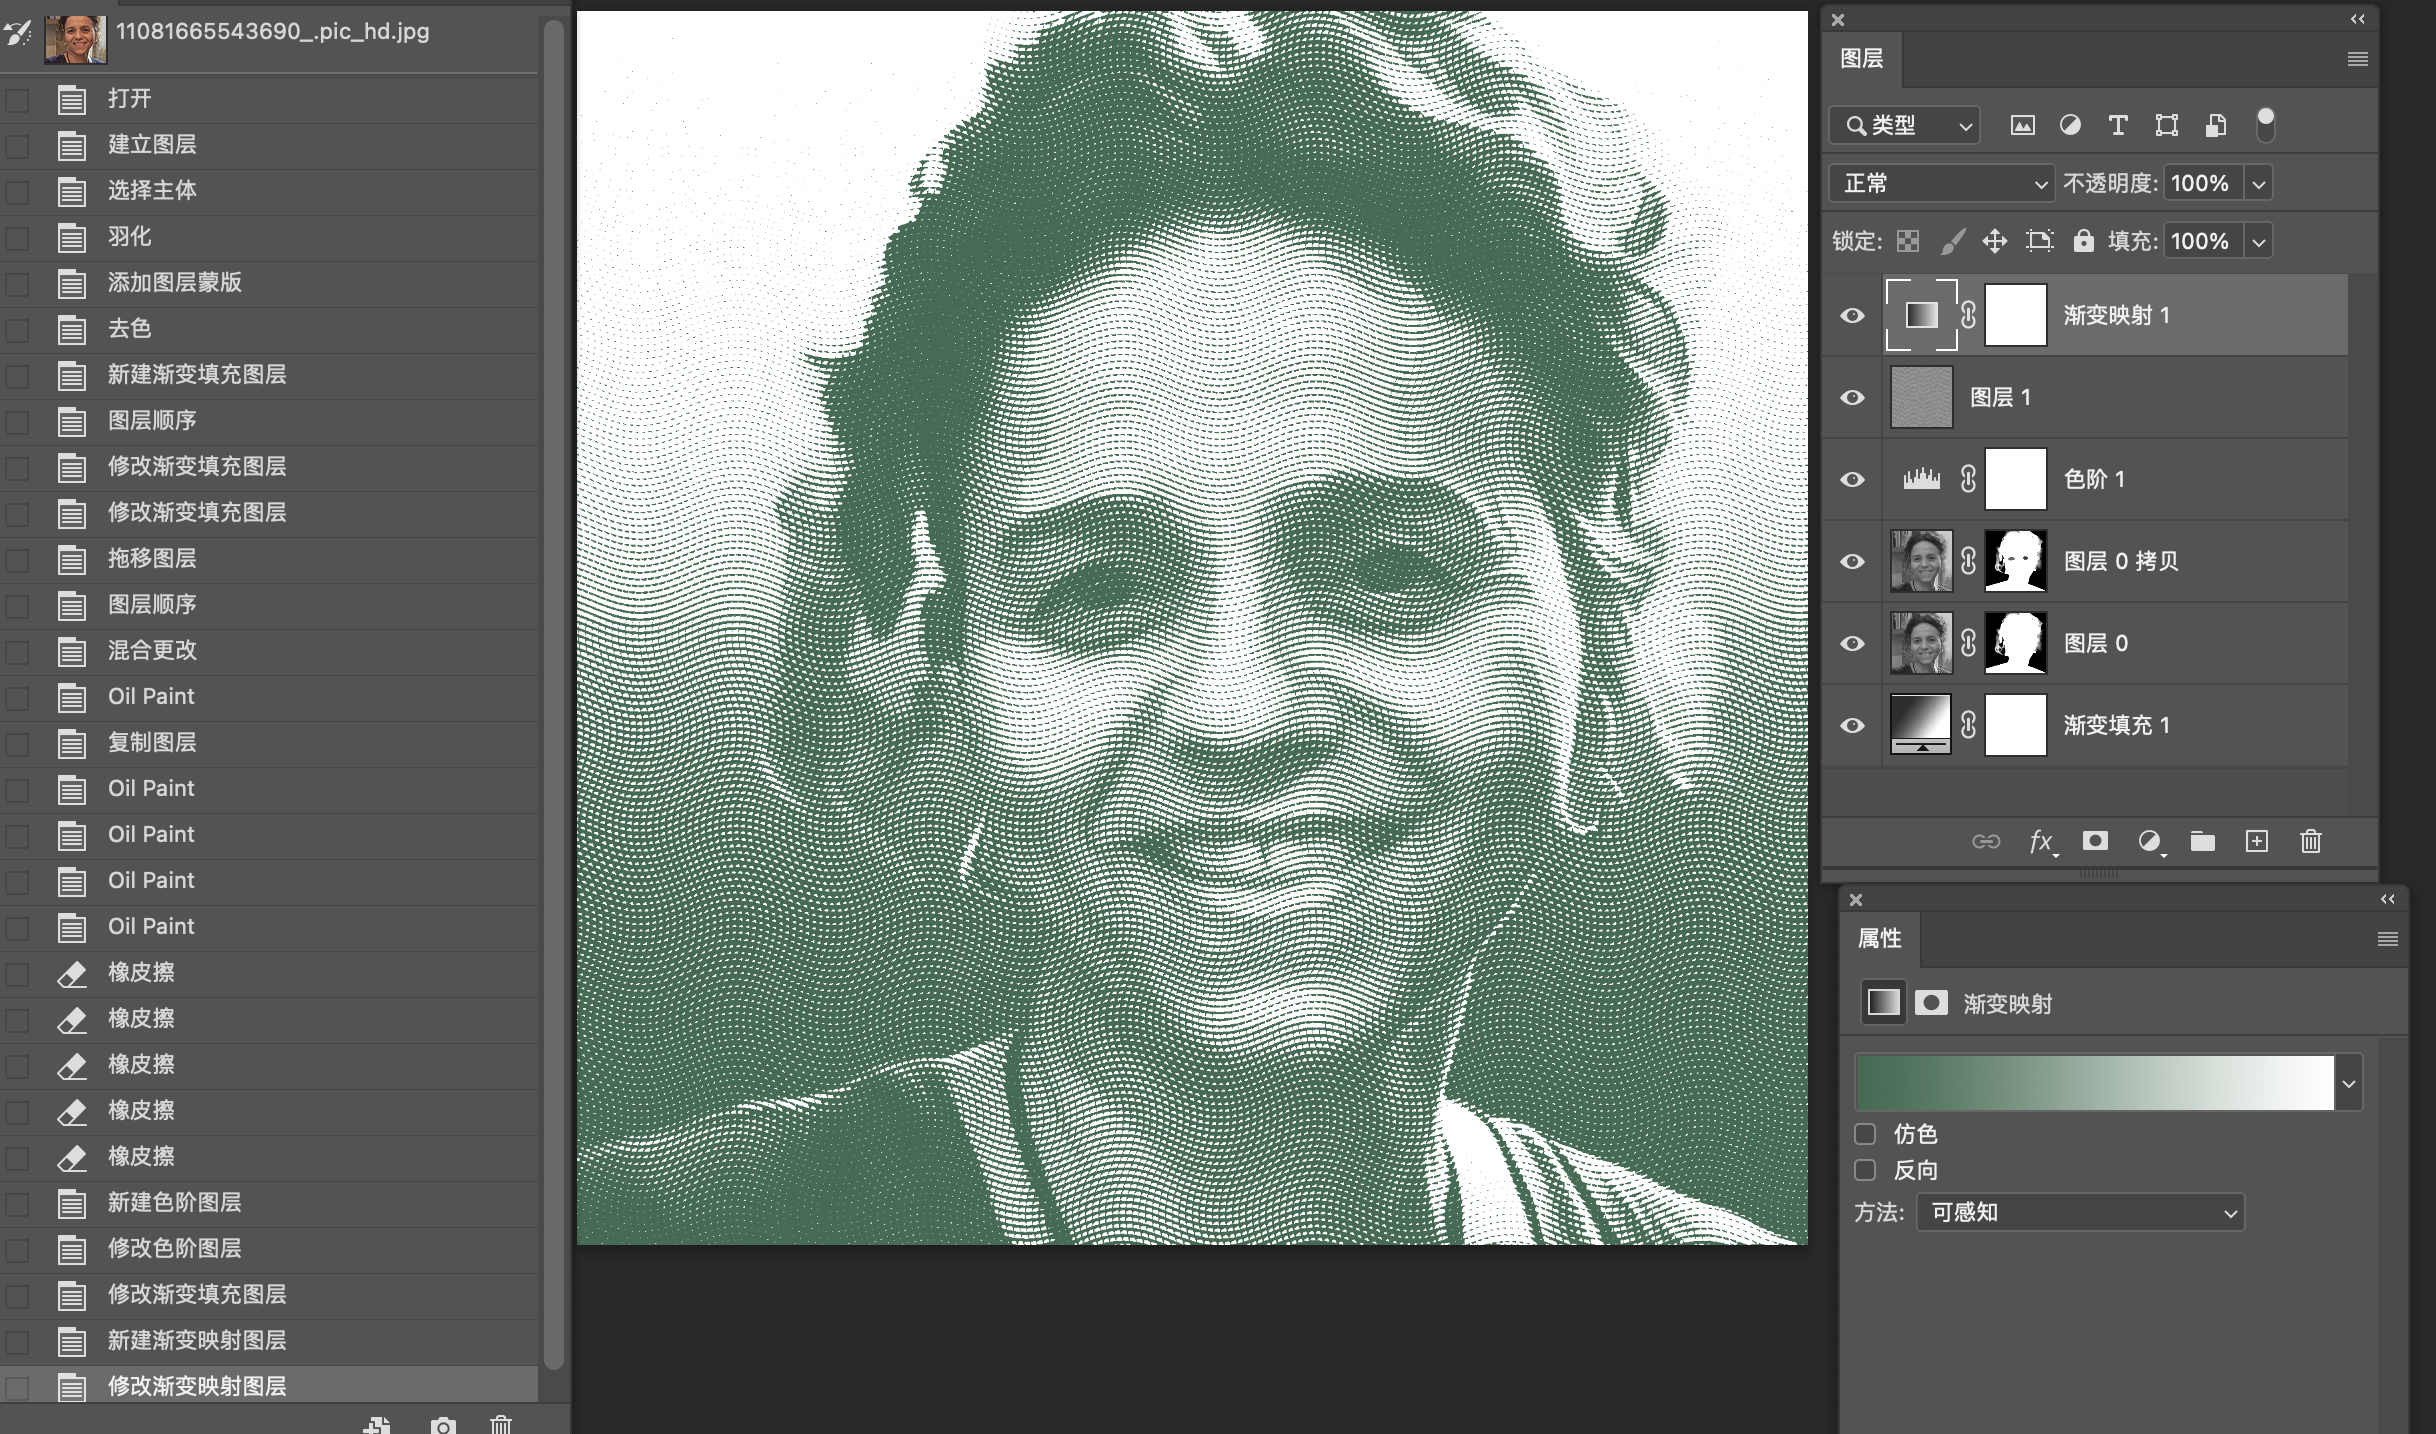 11081665543690_.pic_hd.jpg
打开
建立图层
选择主体
羽化
添加图层蒙版
去色
新建渐变填充图层
图层顺序
修改渐变填充图层
修改渐变填充图层
拖移图层
图层顺序
混合更改
Oil Paint
复制图层
Oil Paint
Oil Paint
Oil Paint
Oil Paint
橡皮擦
橡皮擦
橡皮擦
橡皮擦
橡皮擦
新建色阶图层
修改色阶图层
修改渐变填充图层
新建渐变映射图层
修改渐变映射图层
图层
类型
正常 不透明度: 100%
锁定: 填充: 100%
渐变映射 1
图层 1
色阶 1
图层 0 拷贝
图层 0
渐变填充 1
fx
属性
渐变映射
仿色
反向
方法: 可感知